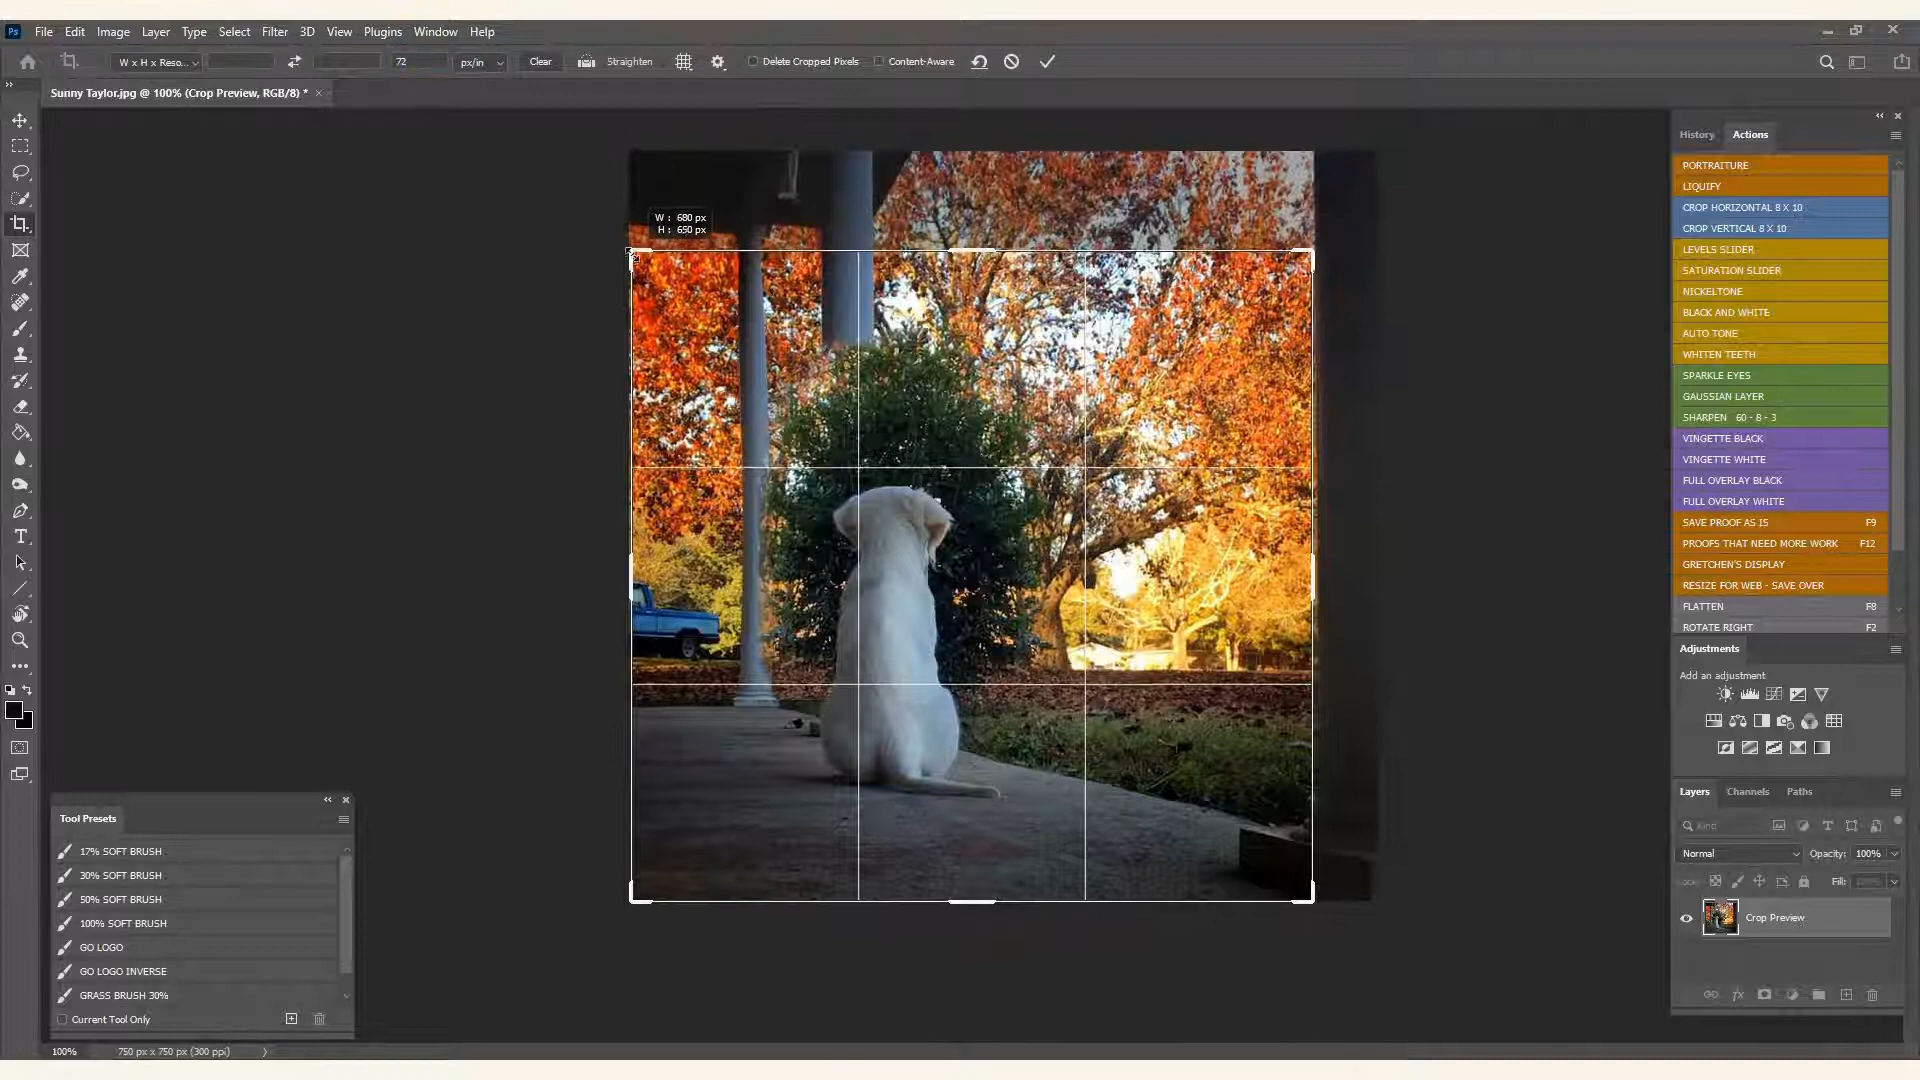 Ps File Edit Image Layer Type Select Filter 3D View Plugins Window Help
W x H x Reso... 72 px/in Clear Straighten Delete Cropped Pixels Content-Aware
Sunny Taylor.jpg @ 100% (Crop Preview, RGB/8) *
W : 680 px
H : 650 px
History Actions
PORTRAITURE
LIQUIFY
CROP HORIZONTAL 8 X 10
CROP VERTICAL 8 X 10
LEVELS SLIDER
SATURATION SLIDER
NICKELTONE
BLACK AND WHITE
AUTO TONE
WHITEN TEETH
SPARKLE EYES
GAUSSIAN LAYER
SHARPEN 60 - 8 - 3
VINGETTE BLACK
VINGETTE WHITE
FULL OVERLAY BLACK
FULL OVERLAY WHITE
SAVE PROOF AS IS F9
PROOFS THAT NEED MORE WORK F12
GRETCHEN'S DISPLAY
RESIZE FOR WEB - SAVE OVER
FLATTEN F8
ROTATE RIGHT F2
Adjustments
Add an adjustment
Layers Channels Paths
Kind
Normal Opacity: 100%
Lock: Fill:
Crop Preview
Tool Presets
17% SOFT BRUSH
30% SOFT BRUSH
50% SOFT BRUSH
100% SOFT BRUSH
GO LOGO
GO LOGO INVERSE
GRASS BRUSH 30%
Current Tool Only
100% 750 px x 750 px (300 ppi)